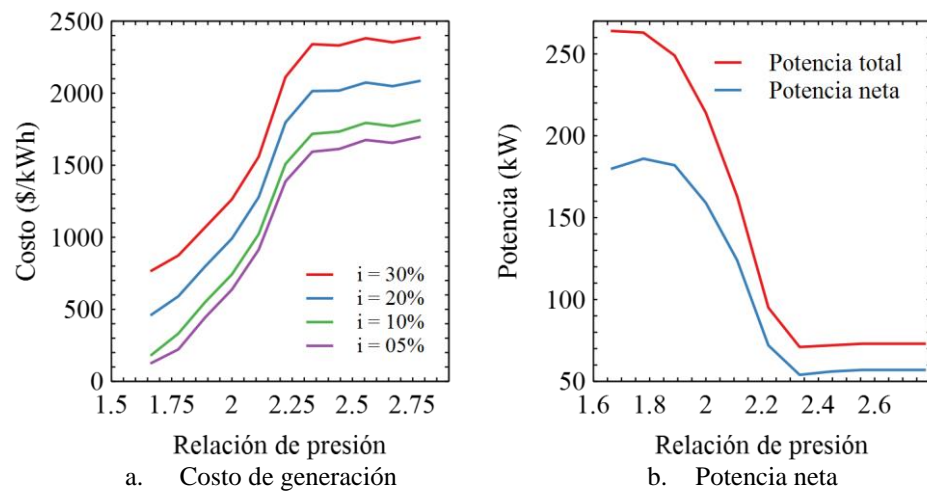 2500
2000
1500
1000
500
0
Costo ($/kWh)
i = 30%
i = 20%
i = 10%
i = 05%
1.5 1.75 2 2.25 2.5 2.75
Relación de presión
a. Costo de generación
250
200
150
100
50
Potencia (kW)
Potencia total
Potencia neta
1.6 1.8 2 2.2 2.4 2.6
Relación de presión
b. Potencia neta